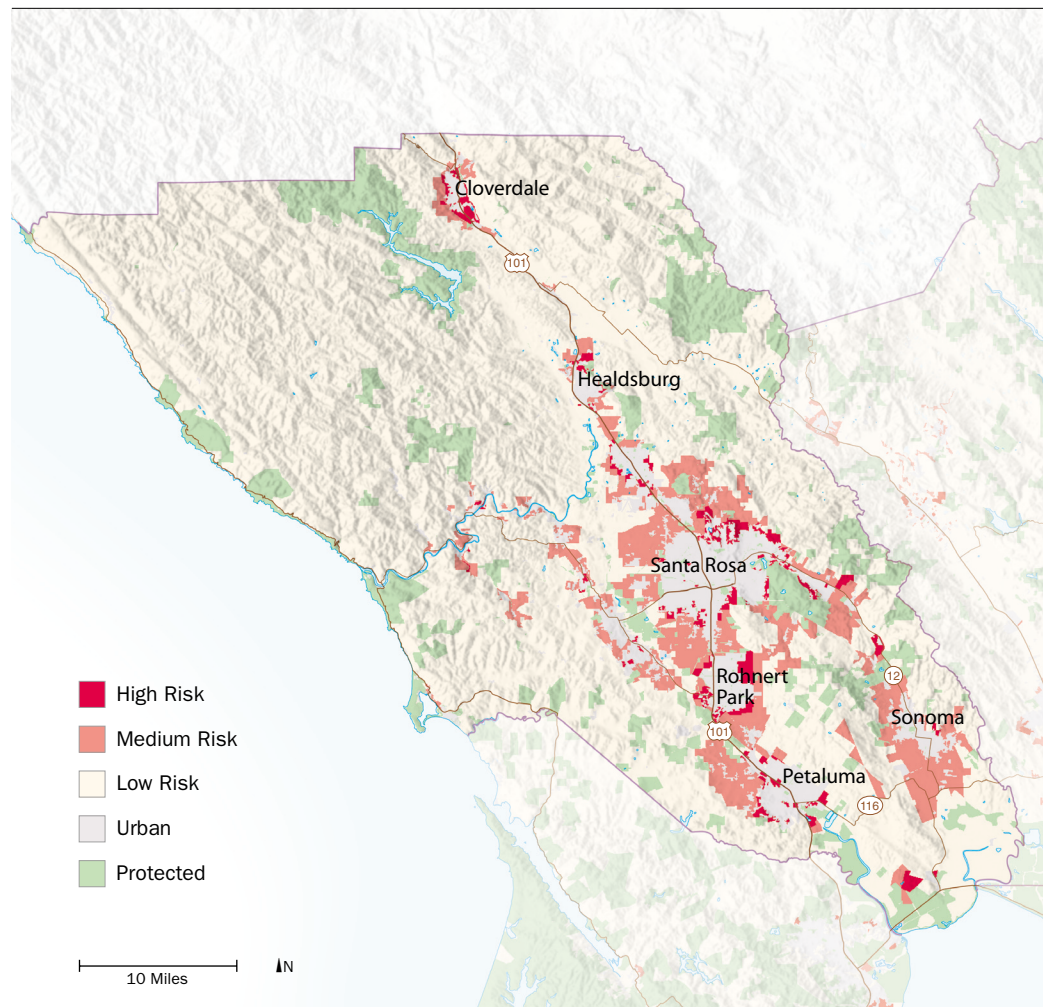 Cloverdale
101
Healdsburg
Santa Rosa
Rohnert
Park
12
Sonoma
101
Petaluma
116
High Risk
Medium Risk
Low Risk
Urban
Protected
10 Miles
N